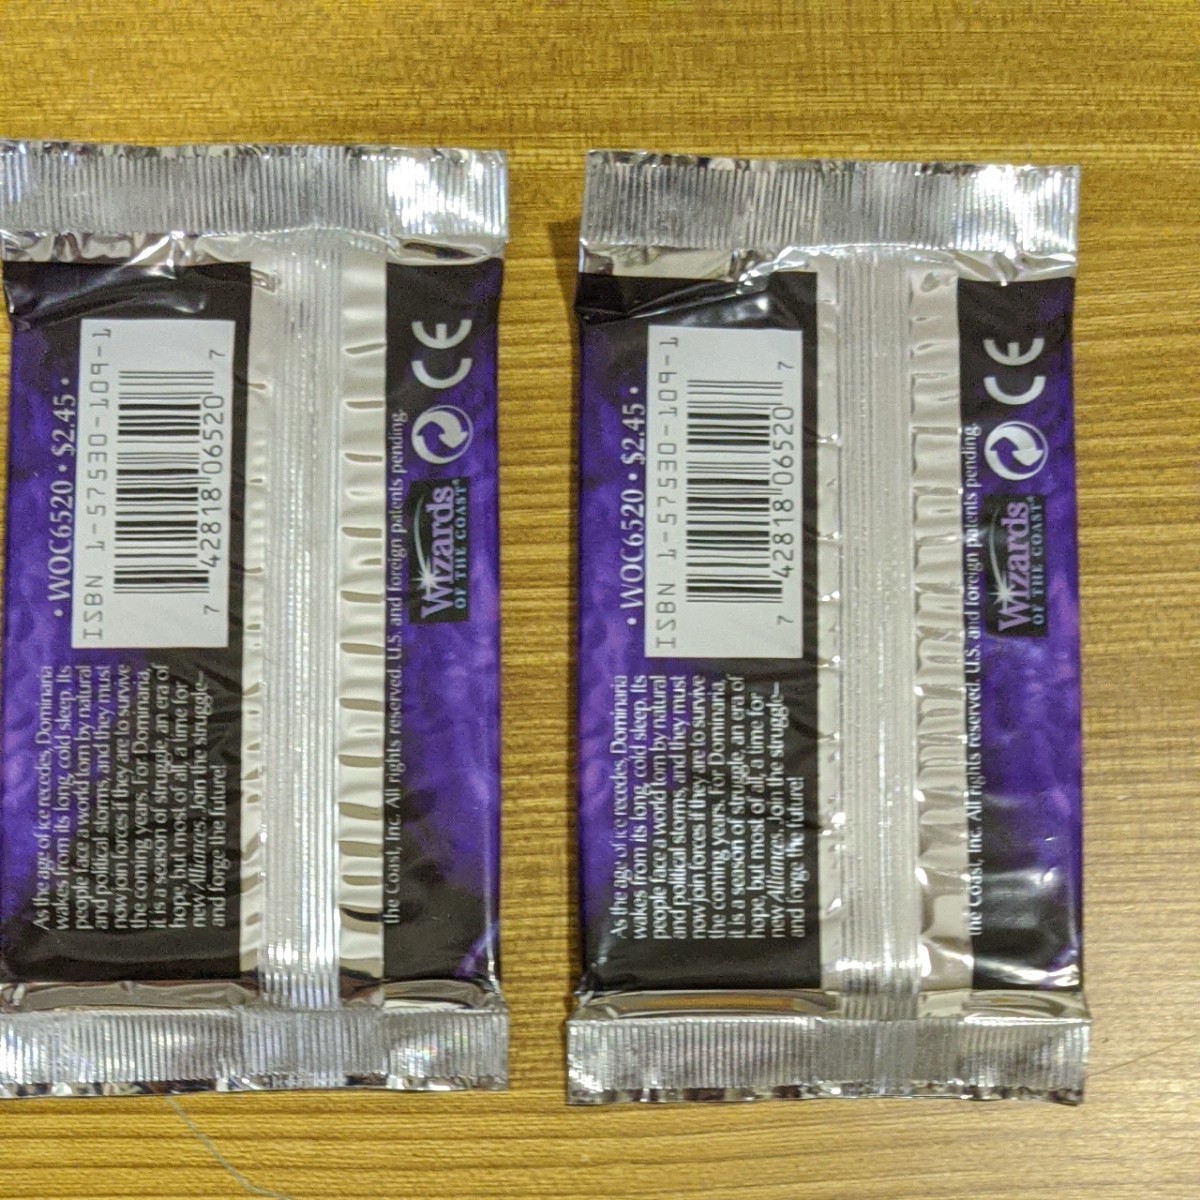 • WOC6520 • $2.45 •
ISBN 1-57530-109-1
7 42818 06520 7
As the age of ice recedes, Dominaria
wakes from its long, cold sleep. Its
people face a world torn by natural
and political storms, and they must
now join forces if they are to survive
the coming years. For Dominaria,
it is a season of struggle, an era of
hope, but most of all, a time for
new Alliances. Join the struggle—
and forge the future!
the Coast, Inc. All rights reserved. U.S. and foreign patents pending.
Wizards
OF THE COAST®
CE
• WOC6520 • $2.45 •
ISBN 1-57530-109-1
7 42818 06520 7
As the age of ice recedes, Dominaria
wakes from its long, cold sleep. Its
people face a world torn by natural
and political storms, and they must
now join forces if they are to survive
the coming years. For Dominaria,
it is a season of struggle, an era of
hope, but most of all, a time for
new Alliances. Join the struggle—
and forge the future!
the Coast, Inc. All rights reserved. U.S. and foreign patents pending.
Wizards
OF THE COAST®
CE